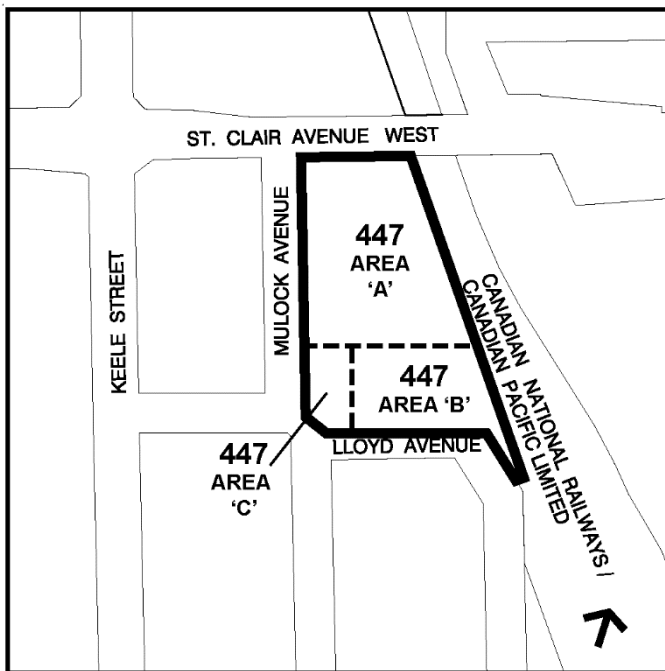 ST. CLAIR AVENUE WEST
KEELE STREET
MULOCK AVENUE
447
AREA
‘A’
447
AREA ‘B’
CANADIAN NATIONAL RAILWAYS /
CANADIAN PACIFIC LIMITED
LLOYD AVENUE
447
AREA
‘C’